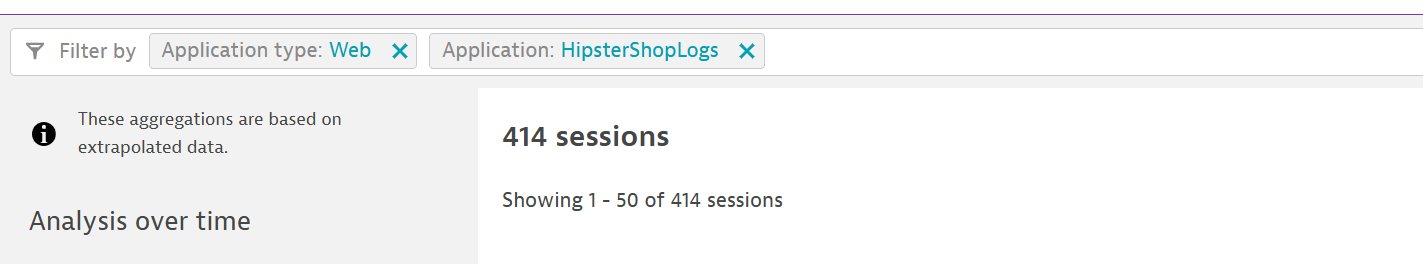 Filter by Application type: Web Application: HipsterShopLogs
These aggregations are based on
extrapolated data.
Analysis over time
414 sessions
Showing 1 - 50 of 414 sessions